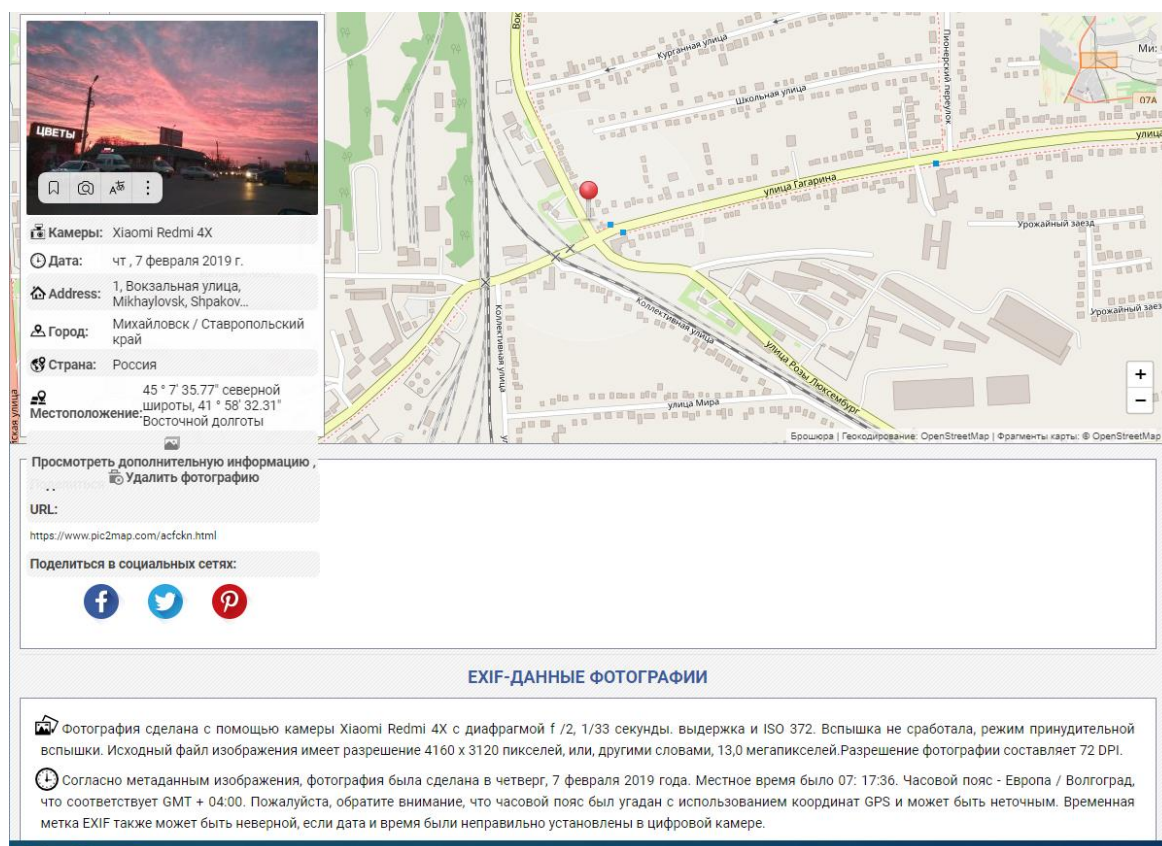 ЦВЕТЫ
Камеры: Xiaomi Redmi 4X
Дата: чт , 7 февраля 2019 г.
Address: 1, Вокзальная улица,
Mikhaylovsk, Shpakov...
Город: Михайловск / Ставропольский
край
Страна: Россия
Местоположение: 45 ° 7' 35.77" северной
широты, 41 ° 58' 32.31"
Восточной долготы
Просмотреть дополнительную информацию ,
Удалить фотографию
URL:
https://www.pic2map.com/acfckn.html
Поделиться в социальных сетях:
Вок
Курганная улица
Школьная улица
Пионерский переулок
Ми:
07А
улица
улица Гагарина
Урожайный заезд
Урожайный заез
Коллективная улица
Коллективная улица
улица Розы Люксембург
улица Мира
ская улица
+
−
Брошюра | Геокодирование: OpenStreetMap | Фрагменты карты: © OpenStreetMap
EXIF-ДАННЫЕ ФОТОГРАФИИ
Фотография сделана с помощью камеры Xiaomi Redmi 4X с диафрагмой f /2, 1/33 секунды. выдержка и ISO 372. Вспышка не сработала, режим принудительной
вспышки. Исходный файл изображения имеет разрешение 4160 x 3120 пикселей, или, другими словами, 13,0 мегапикселей.Разрешение фотографии составляет 72 DPI.
Согласно метаданным изображения, фотография была сделана в четверг, 7 февраля 2019 года. Местное время было 07: 17:36. Часовой пояс - Европа / Волгоград,
что соответствует GMT + 04:00. Пожалуйста, обратите внимание, что часовой пояс был угадан с использованием координат GPS и может быть неточным. Временная
метка EXIF также может быть неверной, если дата и время были неправильно установлены в цифровой камере.